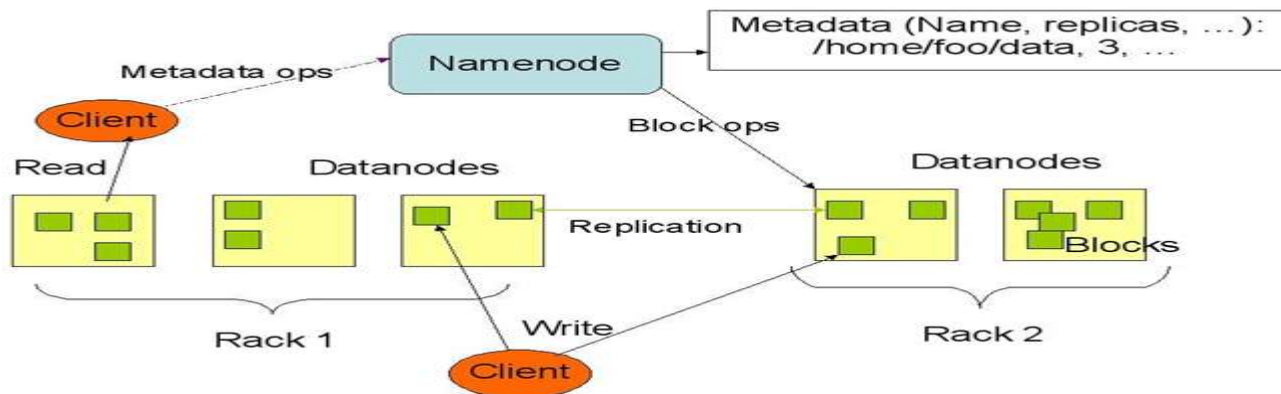 Metadata (Name, replicas, ...):
/home/foo/data, 3, ...
Namenode
Metadata ops
Client
Block ops
Read
Datanodes
Datanodes
Replication
Blocks
Rack 1
Write
Rack 2
Client